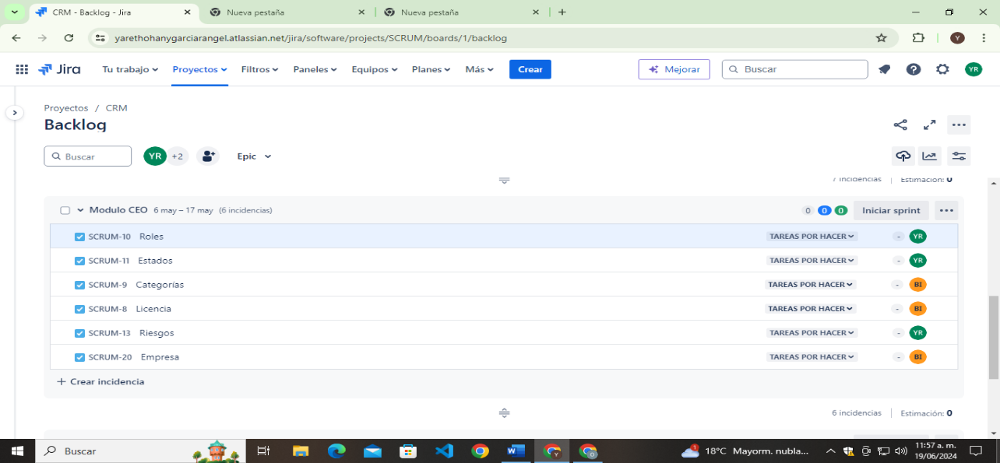 CRM - Backlog - Jira
Nueva pestaña
Nueva pestaña
yarethohanygarciarangel.atlassian.net/jira/software/projects/SCRUM/boards/1/backlog
Y
Jira
Tu trabajo
Proyectos
Filtros
Paneles
Equipos
Planes
Más
Crear
Mejorar
Buscar
YR
Proyectos / CRM
Backlog
Buscar
YR +2
Epic
7 incidencias Estimación: 0
Modulo CEO 6 may – 17 may (6 incidencias) 0 0 0 Iniciar sprint
SCRUM-10 Roles TAREAS POR HACER - YR
SCRUM-11 Estados TAREAS POR HACER - YR
SCRUM-9 Categorías TAREAS POR HACER - BI
SCRUM-8 Licencia TAREAS POR HACER - BI
SCRUM-13 Riesgos TAREAS POR HACER - YR
SCRUM-20 Empresa TAREAS POR HACER - BI
+ Crear incidencia
6 incidencias Estimación: 0
Buscar
18°C Mayorm. nubla...
11:57 a. m.
19/06/2024